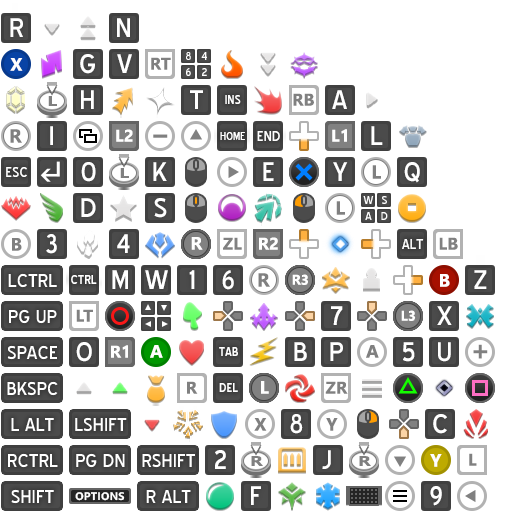 R N
X G V RT 8 4 6 2
L H T INS RB A
R I L2 HOME END L1 L
ESC O L K E Y L Q
D S L W S A D
B 3 4 R ZL R2 ALT LB
LCTRL CTRL M W 1 6 R R3 B Z
PG UP LT 7 L3 X
SPACE O R1 A TAB B P A 5 U
BKSPC R DEL L ZR
L ALT LSHIFT X 8 Y C
RCTRL PG DN RSHIFT 2 R J R Y L
SHIFT OPTIONS R ALT F 9